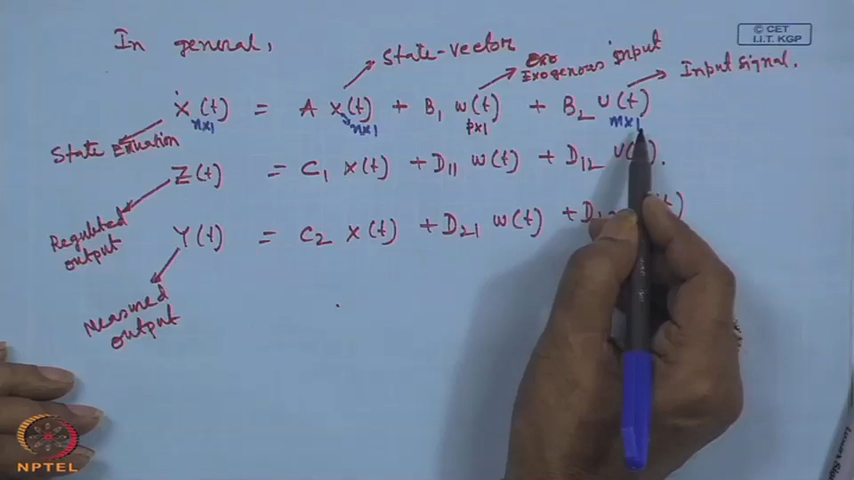 © CET
I.I.T. KGP
In general,
State-vector
Exogenous input
Input signal.
Ẋ(t) = A X(t) + B₁ w(t) + B₂ U(t)
n×1 n×1 p×1 m×1
State Equation
Z(t) = C₁ X(t) + D₁₁ w(t) + D₁₂ U(t).
Regulated
output
Y(t) = C₂ X(t) + D₂₁ w(t)
Measured
output
NPTEL